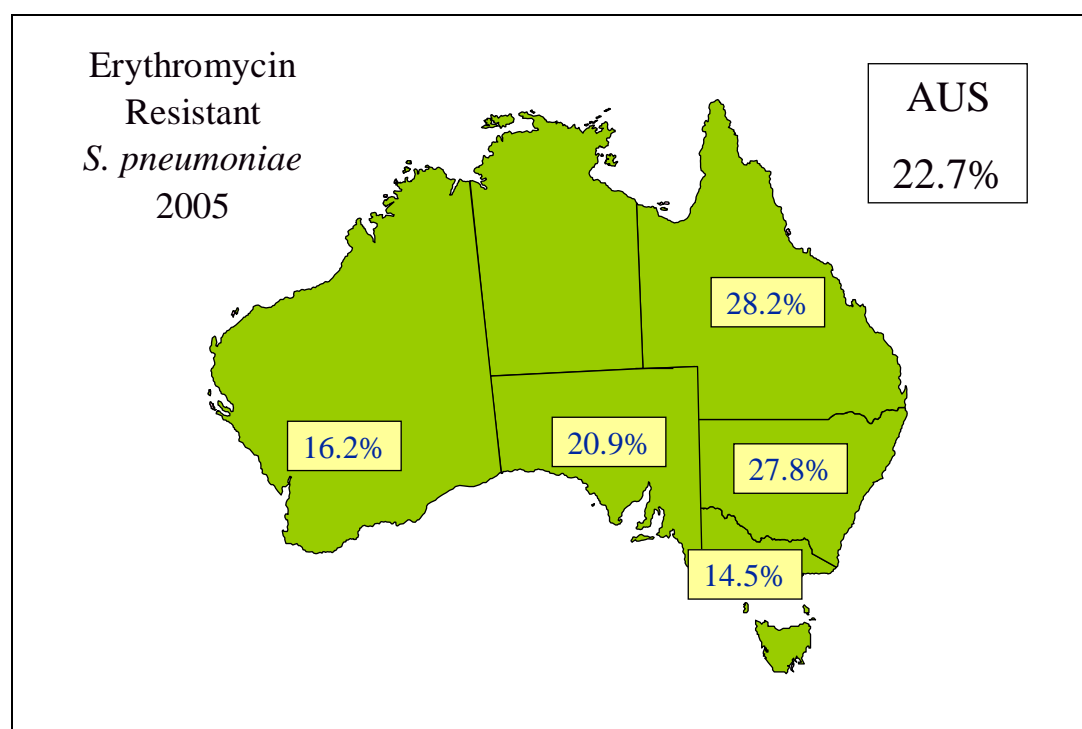 Erythromycin
Resistant
S. pneumoniae
2005
AUS
22.7%
28.2%
16.2%
20.9%
27.8%
14.5%